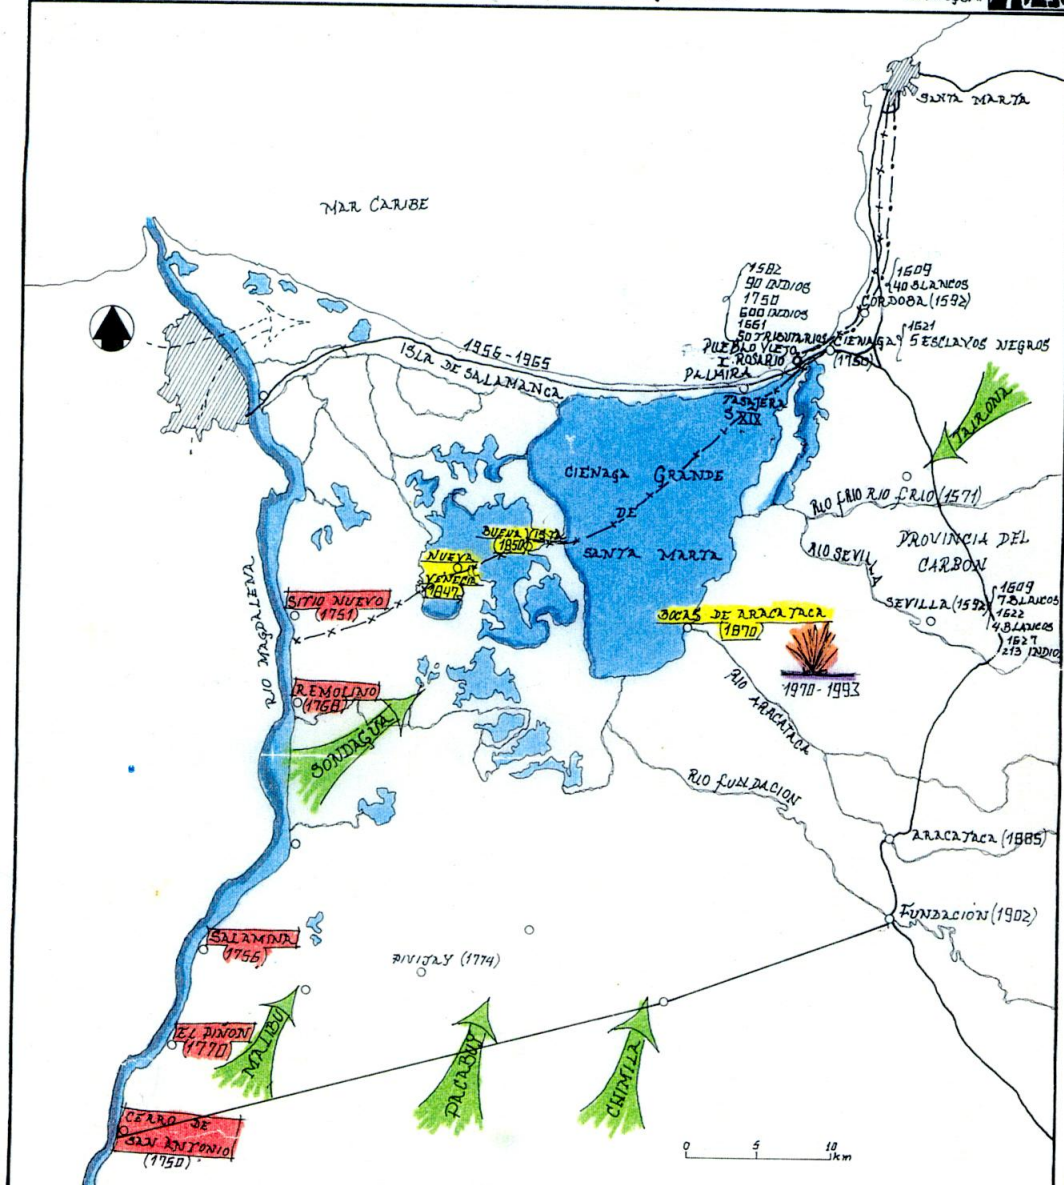 SANTA MARTA
MAR CARIBE
1582
90 INDIOS
1750
600 INDIOS
1661
50 TRIBUTARIOS
PUEBLO VIEJO
I. ROSARIO
PALMIRA
1609
40 BLANCOS
CORDOBA (1592)
CIENAGA
(1750)
1621
5 ESCLAVOS NEGROS
1956-1965
ISLA DE SALAMANCA
TASAJERA
S XIX
TAIRONA
CIENAGA GRANDE
DE
SANTA MARTA
RIO FRIO
RIO FRIO (1571)
RIO SEVILLA
PROVINCIA DEL
CARBON
BUENA VISTA
(1850)
NUEVA
VENECIA
1847
SITIO NUEVO
(1751)
RIO MAGDALENA
BOCAS DE ARACATACA
(1870)
SEVILLA (1592)
1609
7 BLANCOS
1622
4 BLANCOS
1627
213 INDIO
1970-1993
REMOLINO
(1768)
SONDAGUA
RIO ARACATACA
RIO FUNDACION
ARACATACA (1885)
FUNDACIÓN (1902)
SALAMINA
(1756)
PIVIJAY (1774)
EL PIÑON
(1770)
MALIBU
PACABUY
CHIMILA
CERRO DE
SAN ANTONIO
(1750)
0 5 10
km